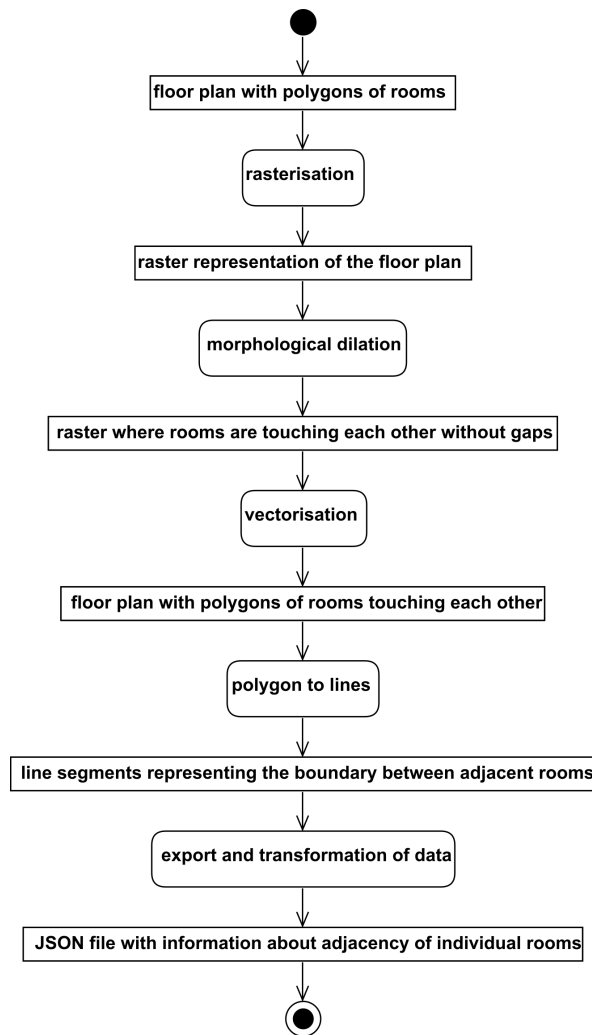 floor plan with polygons of rooms
rasterisation
raster representation of the floor plan
morphological dilation
raster where rooms are touching each other without gaps
vectorisation
floor plan with polygons of rooms touching each other
polygon to lines
line segments representing the boundary between adjacent rooms
export and transformation of data
JSON file with information about adjacency of individual rooms